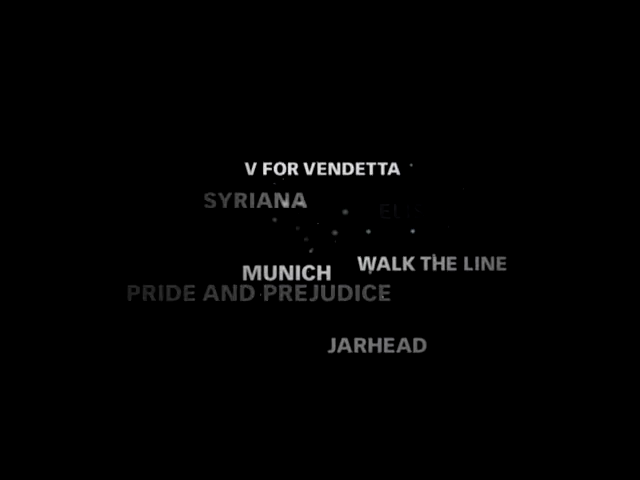 V FOR VENDETTA
SYRIANA
WALK THE LINE
MUNICH
PRIDE AND PREJUDICE
JARHEAD